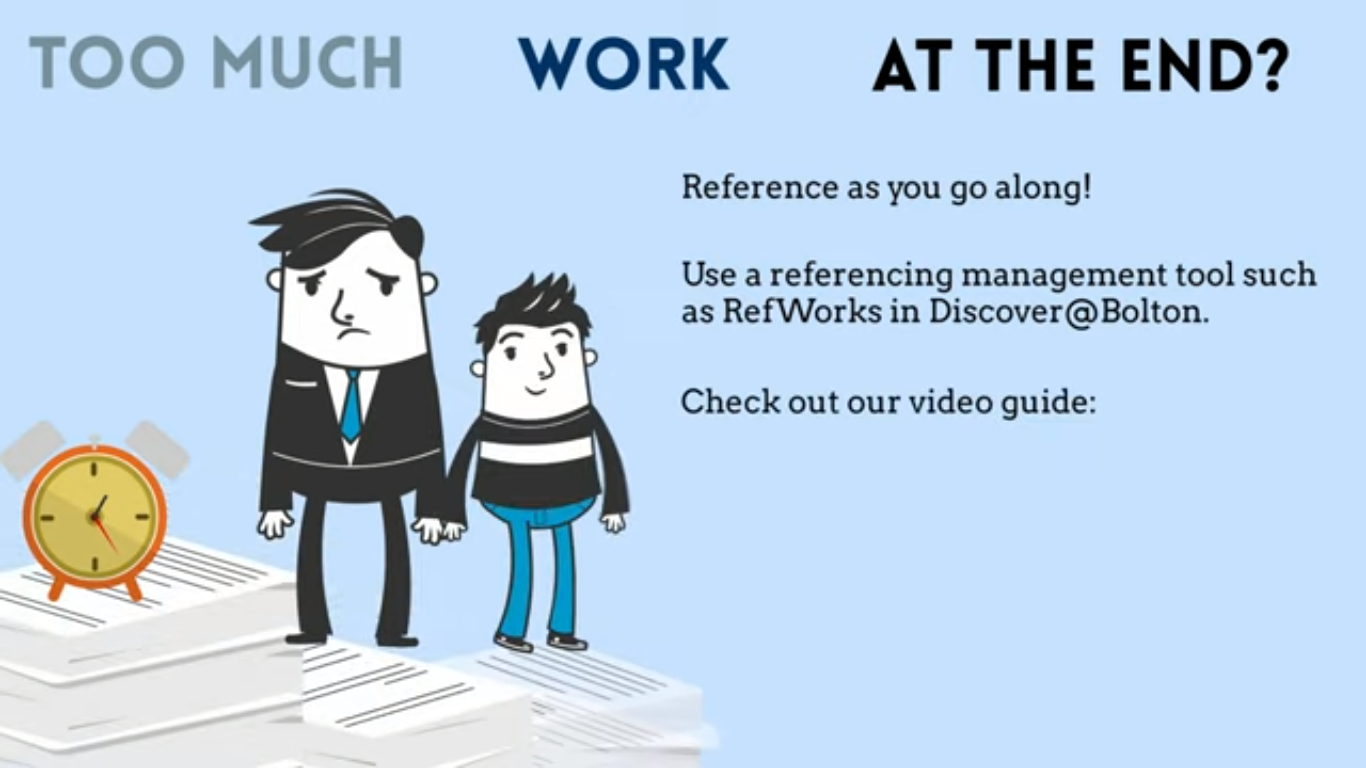 TOO MUCH WORK AT THE END?
Reference as you go along!
Use a referencing management tool such
as RefWorks in Discover@Bolton.
Check out our video guide: